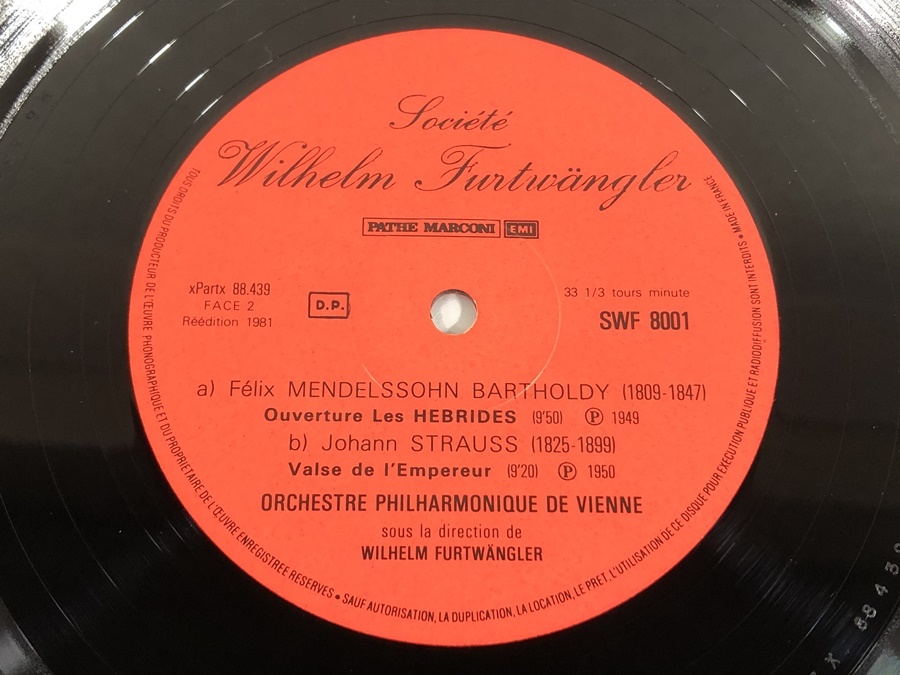 Société
Wilhelm Furtwängler
PATHE MARCONI EMI
xPartx 88.439
FACE 2
Réédition 1981
D.P.
33 1/3 tours minute
SWF 8001
a) Félix MENDELSSOHN BARTHOLDY (1809-1847)
Ouverture Les HEBRIDES (9'50) Ⓟ 1949
b) Johann STRAUSS (1825-1899)
Valse de l'Empereur (9'20) Ⓟ 1950
ORCHESTRE PHILHARMONIQUE DE VIENNE
sous la direction de
WILHELM FURTWÄNGLER
TOUS DROITS DU PRODUCTEUR DE L'ŒUVRE PHONOGRAPHIQUE ET DU PROPRIETAIRE DE L'ŒUVRE ENREGISTREE RESERVES • SAUF AUTORISATION, LA DUPLICATION, LA LOCATION, LE PRET, L'UTILISATION DE CE DISQUE POUR EXECUTION PUBLIQUE ET RADIODIFFUSION SONT INTERDITS • MADE IN FRANCE